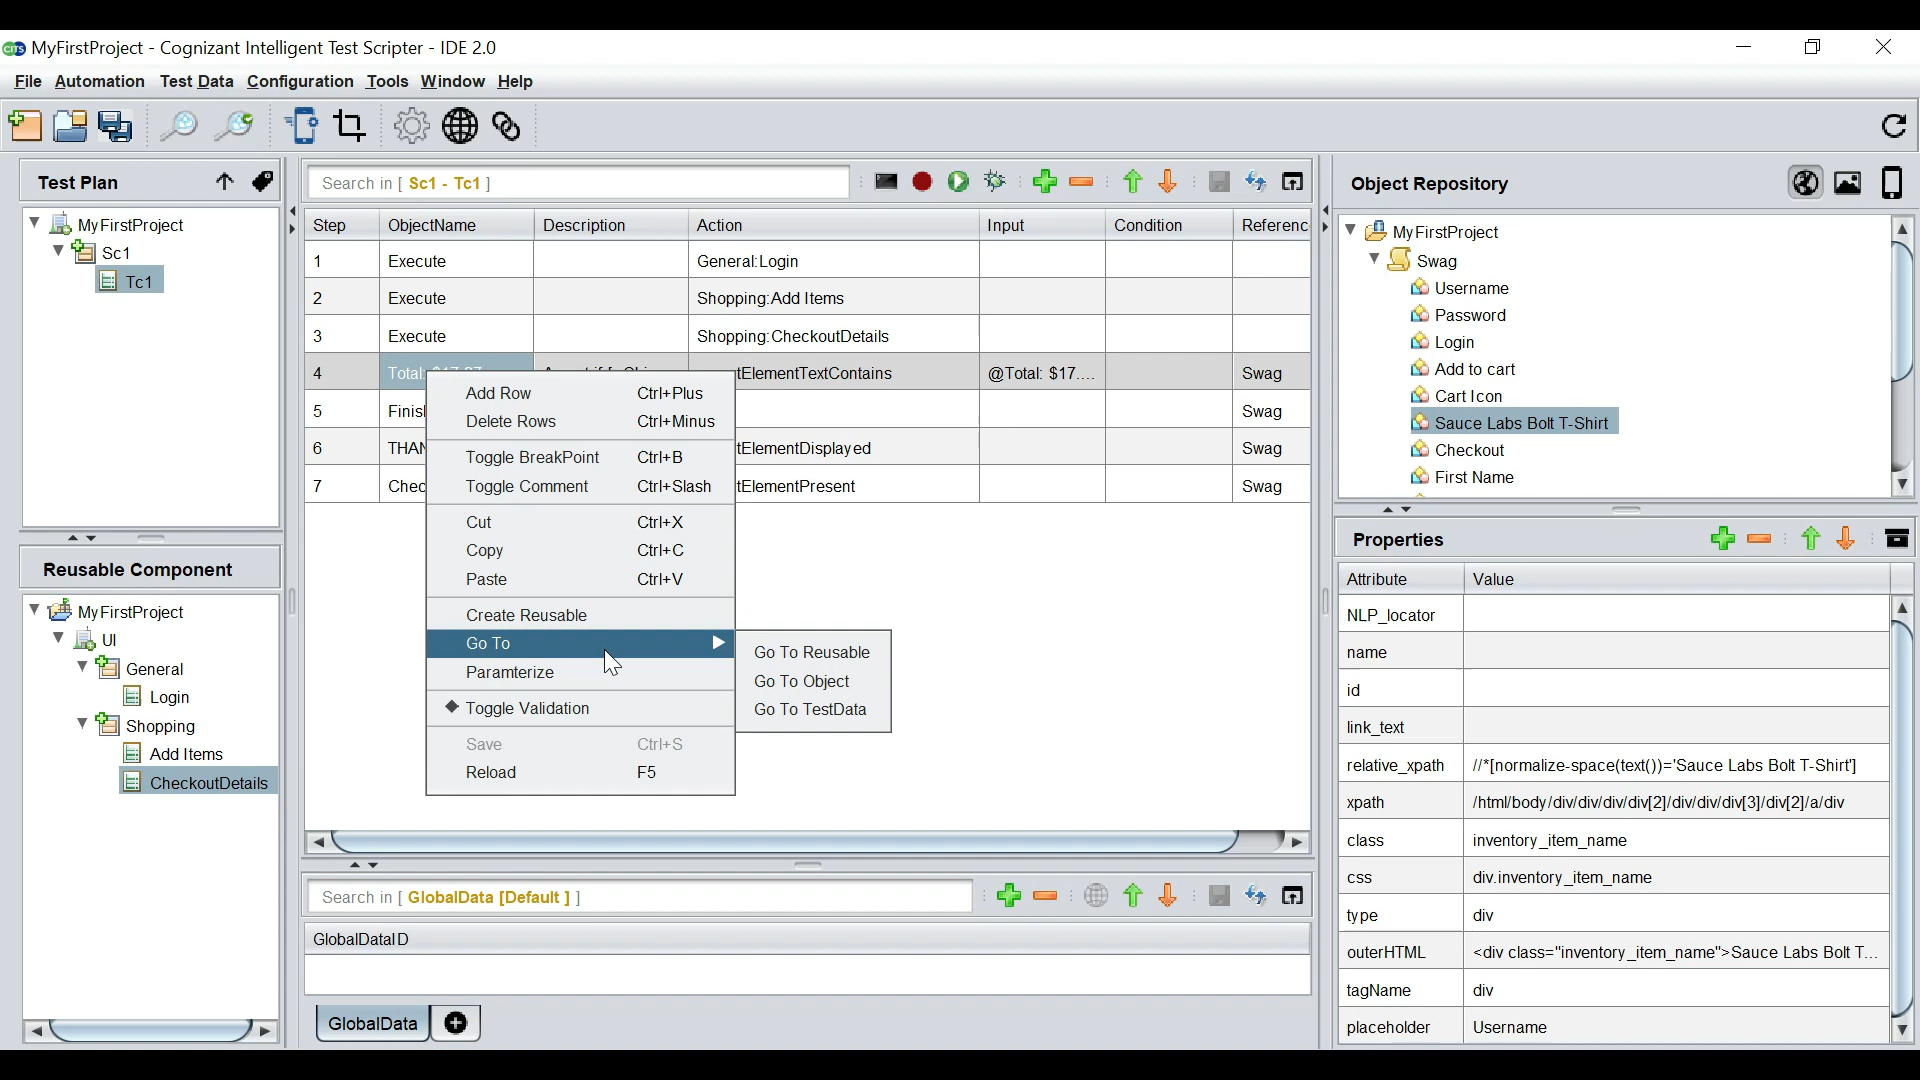 CITS MyFirstProject - Cognizant Intelligent Test Scripter - IDE 2.0
File Automation Test Data Configuration Tools Window Help
Test Plan
MyFirstProject
Sc1
Tc1
Reusable Component
MyFirstProject
UI
General
Login
Shopping
Add Items
CheckoutDetails
Search in [ Sc1 - Tc1 ]
Step ObjectName Description Action Input Condition Referenc
1 Execute General:Login
2 Execute Shopping:Add Items
3 Execute Shopping:CheckoutDetails
4 Total: tElementTextContains @Total: $17.... Swag
5 Finis Swag
6 THAN tElementDisplayed Swag
7 Chec tElementPresent Swag
Add Row Ctrl+Plus
Delete Rows Ctrl+Minus
Toggle BreakPoint Ctrl+B
Toggle Comment Ctrl+Slash
Cut Ctrl+X
Copy Ctrl+C
Paste Ctrl+V
Create Reusable
Go To
Paramterize
Toggle Validation
Save Ctrl+S
Reload F5
Go To Reusable
Go To Object
Go To TestData
Search in [ GlobalData [Default ] ]
GlobalDataID
GlobalData
Object Repository
MyFirstProject
Swag
Username
Password
Login
Add to cart
Cart Icon
Sauce Labs Bolt T-Shirt
Checkout
First Name
Properties
Attribute Value
NLP_locator
name
id
link_text
relative_xpath //*[normalize-space(text())='Sauce Labs Bolt T-Shirt']
xpath /html/body/div/div/div/div[2]/div/div/div[3]/div[2]/a/div
class inventory_item_name
css div.inventory_item_name
type div
outerHTML <div class="inventory_item_name">Sauce Labs Bolt T...
tagName div
placeholder Username